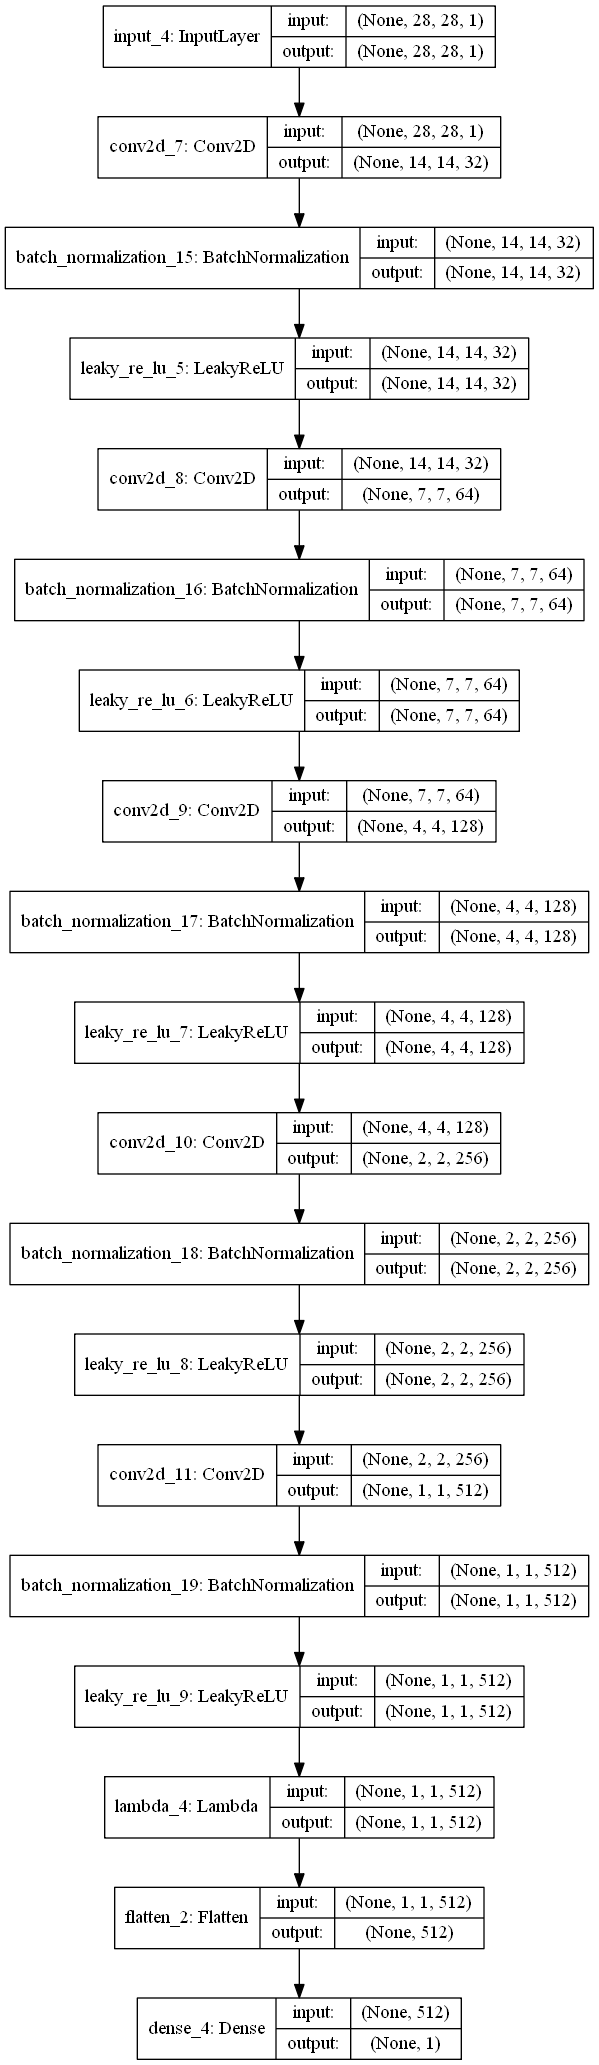 input_4: InputLayer
input: (None, 28, 28, 1)
output: (None, 28, 28, 1)
conv2d_7: Conv2D
input: (None, 28, 28, 1)
output: (None, 14, 14, 32)
batch_normalization_15: BatchNormalization
input: (None, 14, 14, 32)
output: (None, 14, 14, 32)
leaky_re_lu_5: LeakyReLU
input: (None, 14, 14, 32)
output: (None, 14, 14, 32)
conv2d_8: Conv2D
input: (None, 14, 14, 32)
output: (None, 7, 7, 64)
batch_normalization_16: BatchNormalization
input: (None, 7, 7, 64)
output: (None, 7, 7, 64)
leaky_re_lu_6: LeakyReLU
input: (None, 7, 7, 64)
output: (None, 7, 7, 64)
conv2d_9: Conv2D
input: (None, 7, 7, 64)
output: (None, 4, 4, 128)
batch_normalization_17: BatchNormalization
input: (None, 4, 4, 128)
output: (None, 4, 4, 128)
leaky_re_lu_7: LeakyReLU
input: (None, 4, 4, 128)
output: (None, 4, 4, 128)
conv2d_10: Conv2D
input: (None, 4, 4, 128)
output: (None, 2, 2, 256)
batch_normalization_18: BatchNormalization
input: (None, 2, 2, 256)
output: (None, 2, 2, 256)
leaky_re_lu_8: LeakyReLU
input: (None, 2, 2, 256)
output: (None, 2, 2, 256)
conv2d_11: Conv2D
input: (None, 2, 2, 256)
output: (None, 1, 1, 512)
batch_normalization_19: BatchNormalization
input: (None, 1, 1, 512)
output: (None, 1, 1, 512)
leaky_re_lu_9: LeakyReLU
input: (None, 1, 1, 512)
output: (None, 1, 1, 512)
lambda_4: Lambda
input: (None, 1, 1, 512)
output: (None, 1, 1, 512)
flatten_2: Flatten
input: (None, 1, 1, 512)
output: (None, 512)
dense_4: Dense
input: (None, 512)
output: (None, 1)